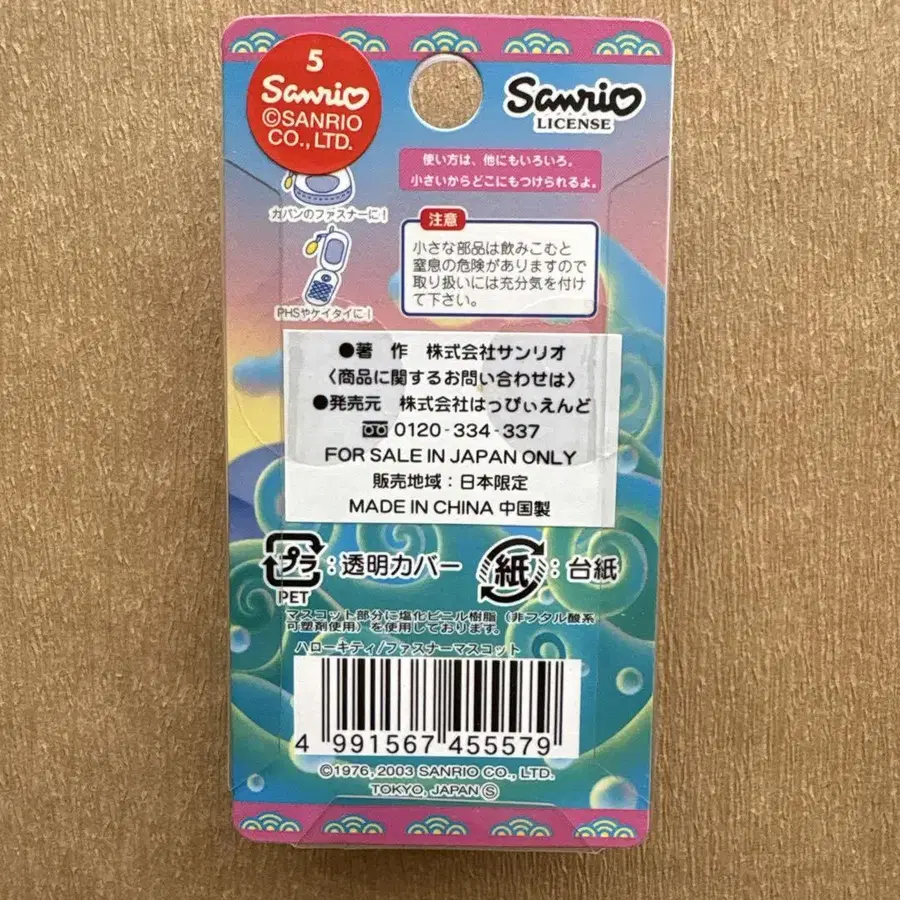 5
Sanrio
©SANRIO
CO., LTD.
Sanrio
LICENSE
使い方は、他にもいろいろ。
小さいからどこにもつけられるよ。
カバンのファスナーに!
PHSやケイタイに!
注意
小さな部品は飲みこむと
窒息の危険がありますので
取り扱いには充分気を付け
て下さい。
●著 作 株式会社サンリオ
〈商品に関するお問い合わせは〉
●発売元 株式会社はっぴぃえんど
0120-334-337
FOR SALE IN JAPAN ONLY
販売地域:日本限定
MADE IN CHINA 中国製
プラ:透明カバー
PET
紙:台紙
マスコット部分に塩化ビニル樹脂(非フタル酸系
可塑剤使用)を使用しております。
ハローキティ/ファスナーマスコット
4 991567 455579
©1976, 2003 SANRIO CO., LTD.
TOKYO, JAPAN Ⓢ